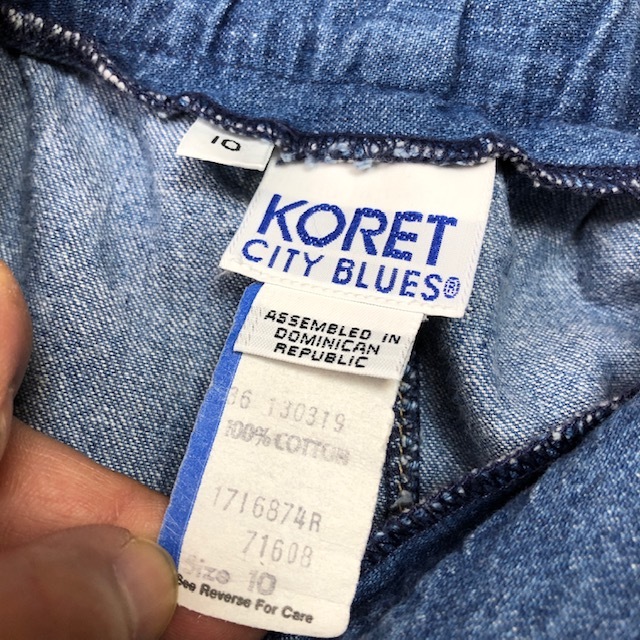 10
KORET
CITY BLUES®
ASSEMBLED IN
DOMINICAN
REPUBLIC
36 130319
100% COTTON
1716874R
71608
Size 10
See Reverse For Care